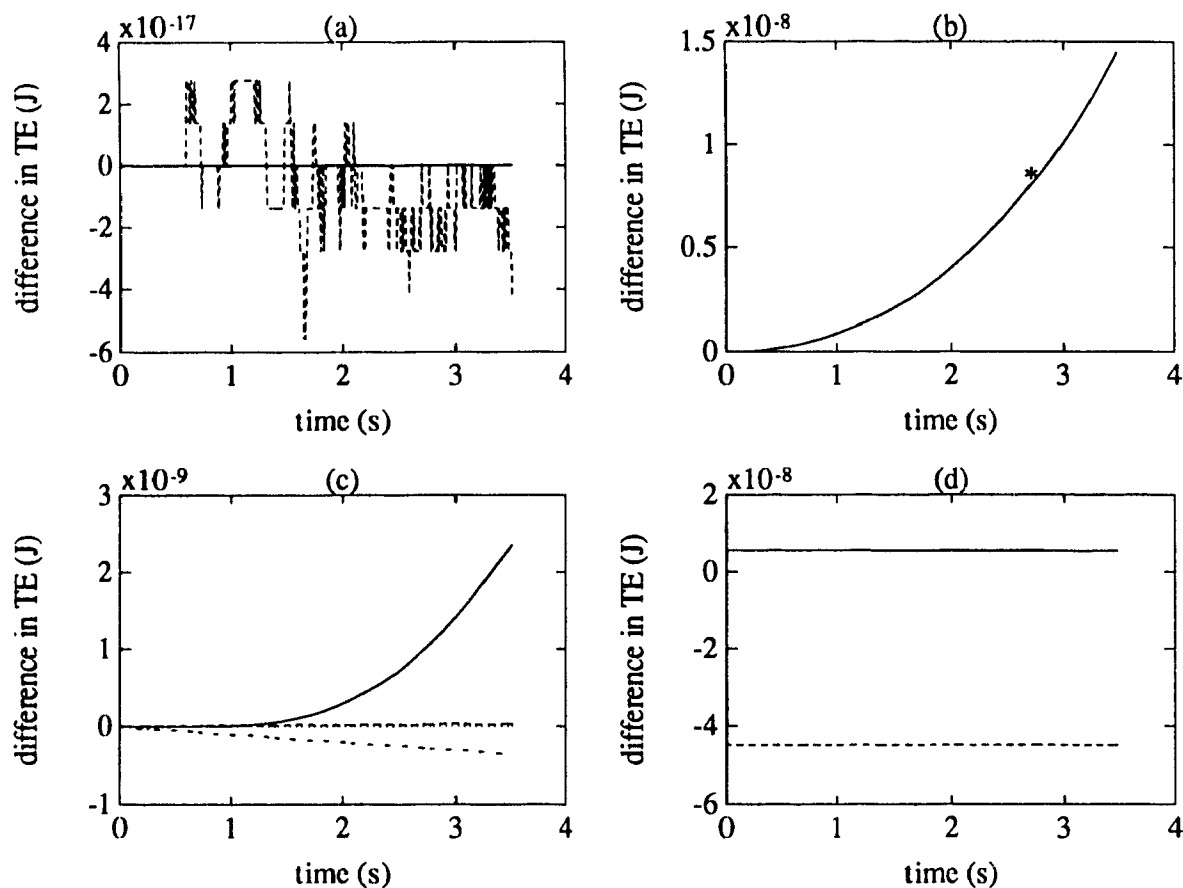 x10-17
(a)
4
2
0
-2
-4
-6
difference in TE (J)
0 1 2 3 4
time (s)
x10-8
(b)
1.5
1
0.5
0
difference in TE (J)
*
0 1 2 3 4
time (s)
x10-9
(c)
3
2
1
0
-1
difference in TE (J)
0 1 2 3 4
time (s)
x10-8
(d)
2
0
-2
-4
-6
difference in TE (J)
0 1 2 3 4
time (s)